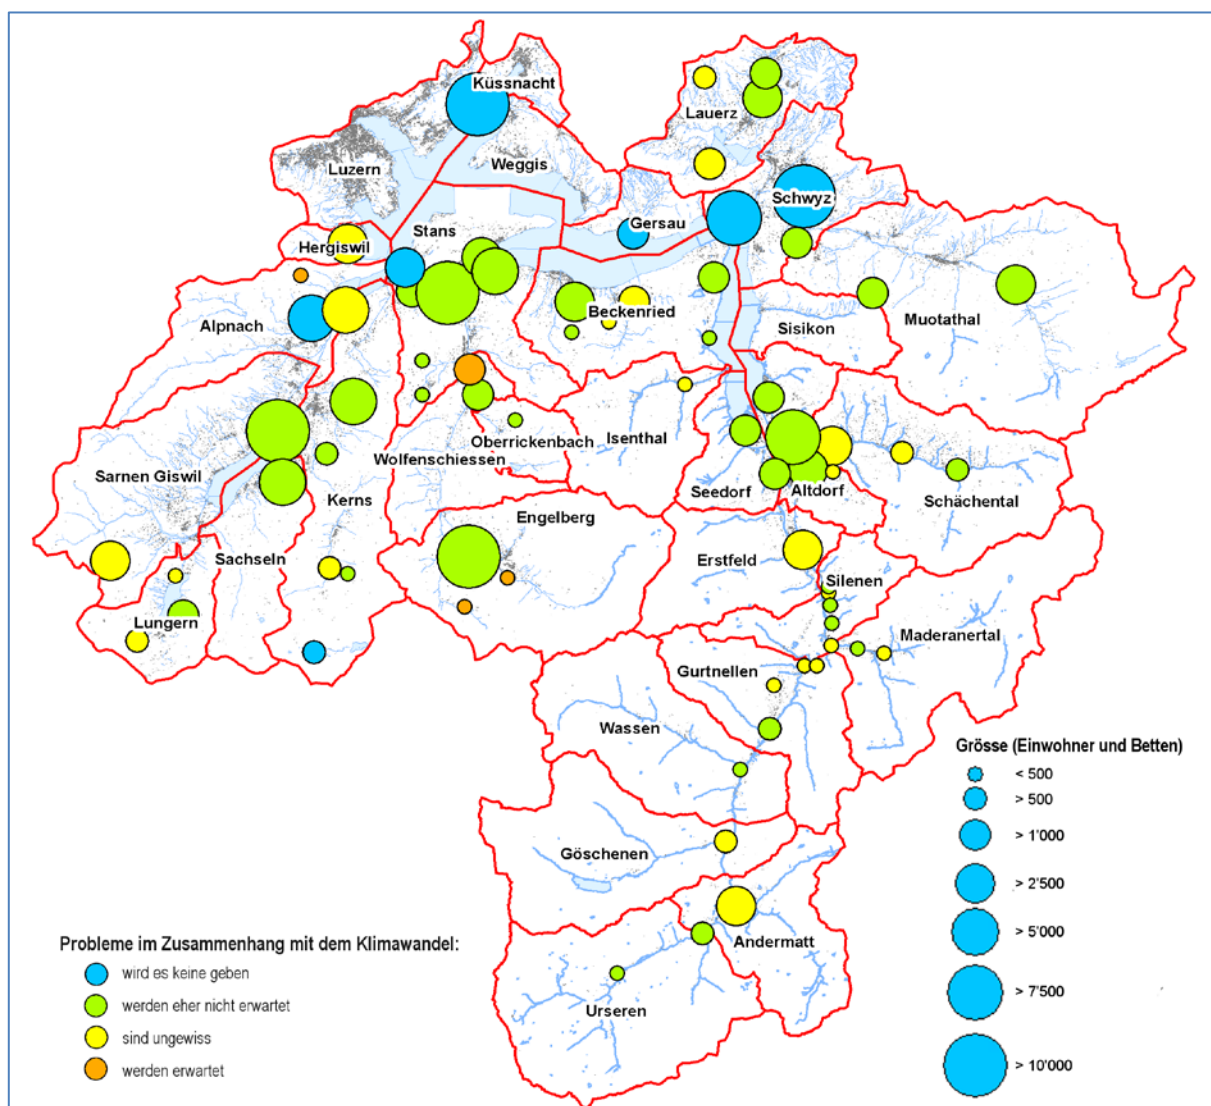 Küssnacht
Lauerz
Luzern
Weggis
Schwyz
Gersau
Stans
Hergiswil
Beckenried
Alpnach
Sisikon
Muotathal
Isenthal
Oberrickenbach
Wolfenschiessen
Sarnen Giswil
Kerns
Seedorf
Altdorf
Schächental
Engelberg
Erstfeld
Sachseln
Silenen
Lungern
Maderanertal
Gurtnellen
Wassen
Göschenen
Andermatt
Urseren
Grösse (Einwohner und Betten)
< 500
> 500
> 1'000
> 2'500
> 5'000
> 7'500
> 10'000
Probleme im Zusammenhang mit dem Klimawandel:
wird es keine geben
werden eher nicht erwartet
sind ungewiss
werden erwartet